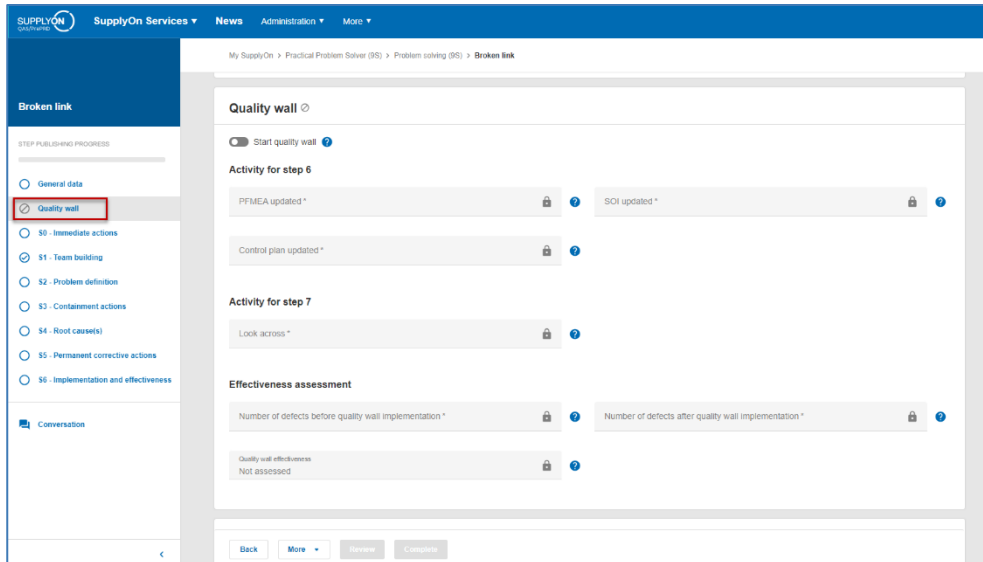 SUPPLYON
QAS/PrePRD
SupplyOn Services
News
Administration
More
My SupplyOn > Practical Problem Solver (9S) > Problem solving (9S) > Broken link
Broken link
STEP PUBLISHING PROGRESS
General data
Quality wall
S0 - Immediate actions
S1 - Team building
S2 - Problem definition
S3 - Containment actions
S4 - Root cause(s)
S5 - Permanent corrective actions
S6 - Implementation and effectiveness
Conversation
Quality wall
Start quality wall
Activity for step 6
PFMEA updated *
SOI updated *
Control plan updated *
Activity for step 7
Look across *
Effectiveness assessment
Number of defects before quality wall implementation *
Number of defects after quality wall implementation *
Quality wall effectiveness
Not assessed
Back
More
Review
Complete